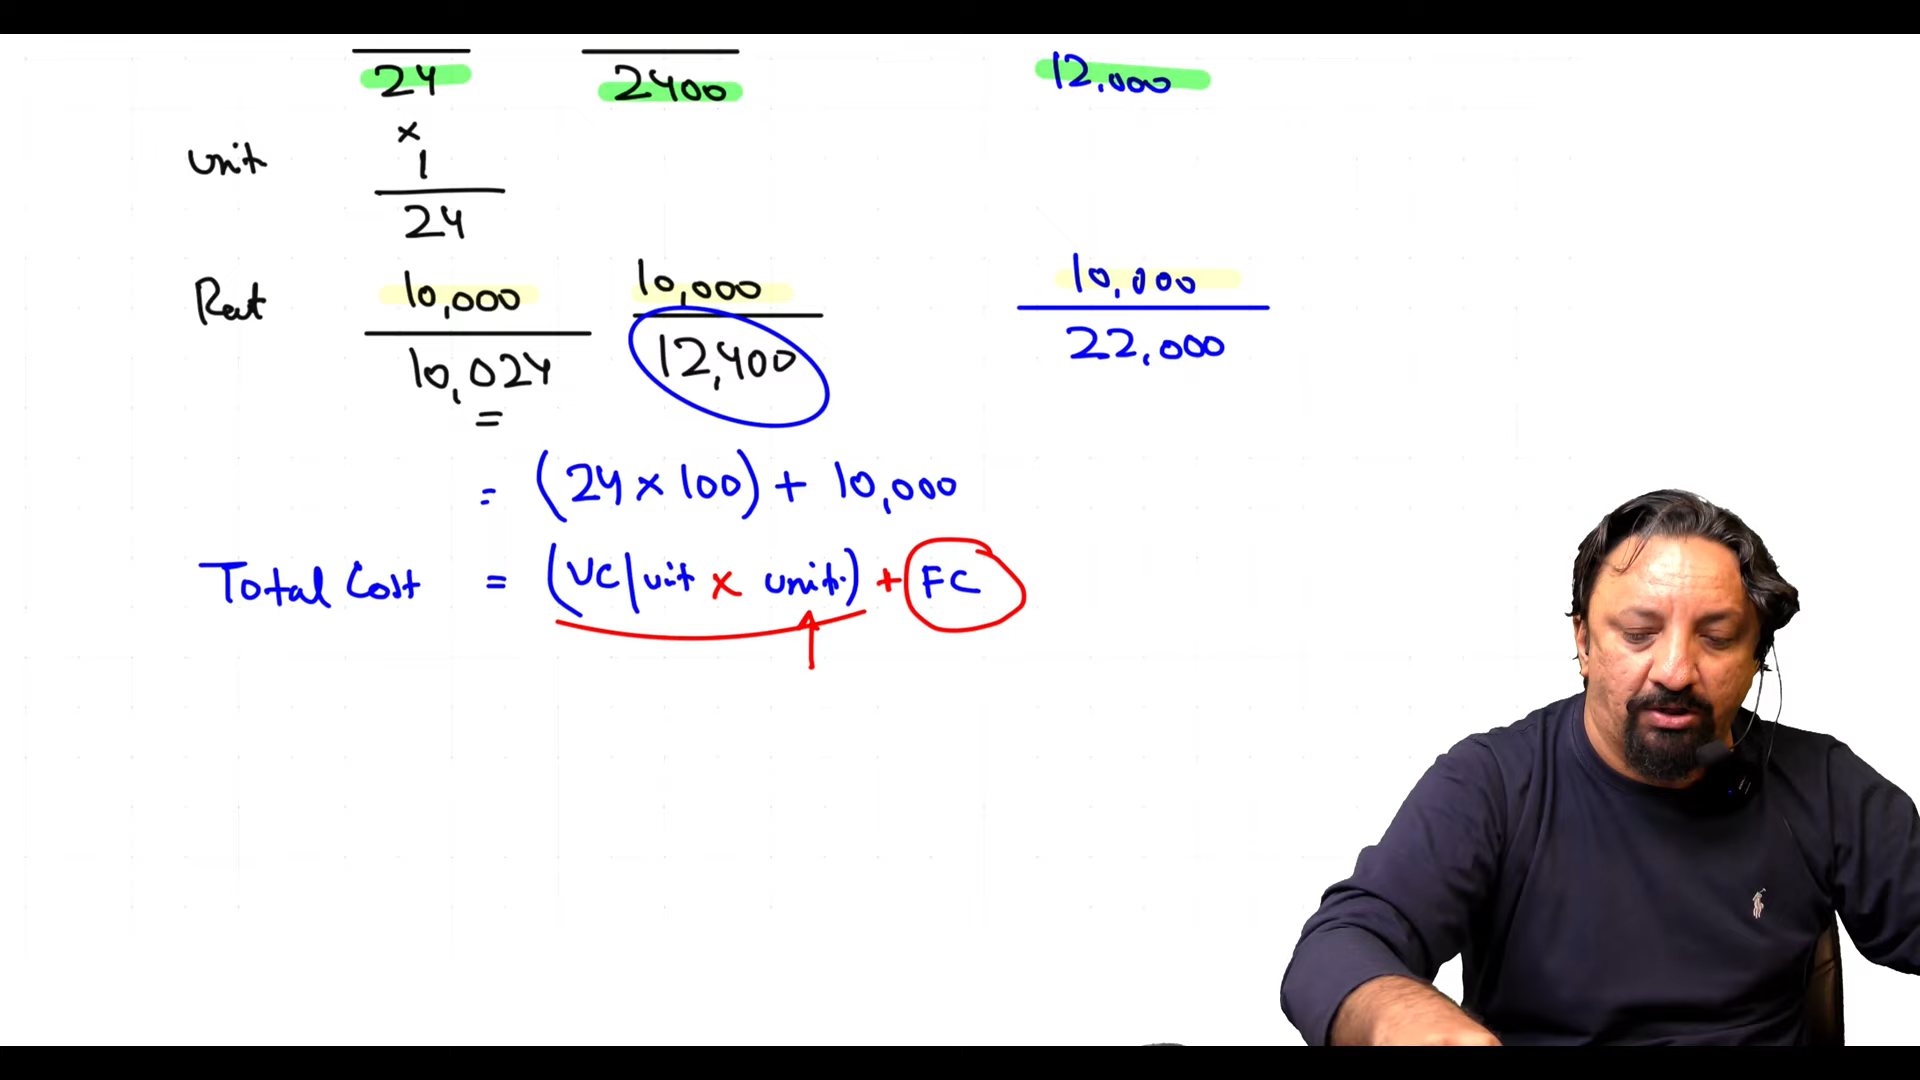 24 2400 12,000
×
Unit 1
24
Rent 10,000 10,000 10,000
10,024 12,400 22,000
=
= (24 × 100) + 10,000
Total Cost = (VC/unit × units) + FC